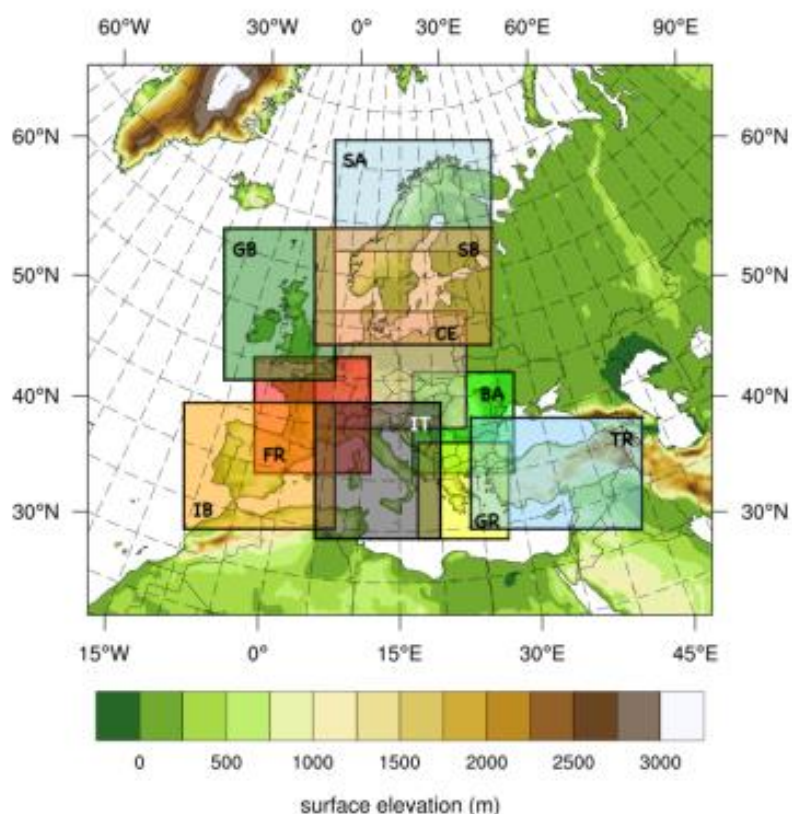 60°W 30°W 0° 30°E 60°E 90°E
60°N 60°N
SA
GB SB
50°N 50°N
CE
40°N 40°N
BA
IT
TR
FR
30°N IB GR 30°N
15°W 0° 15°E 30°E 45°E
0 500 1000 1500 2000 2500 3000
surface elevation (m)